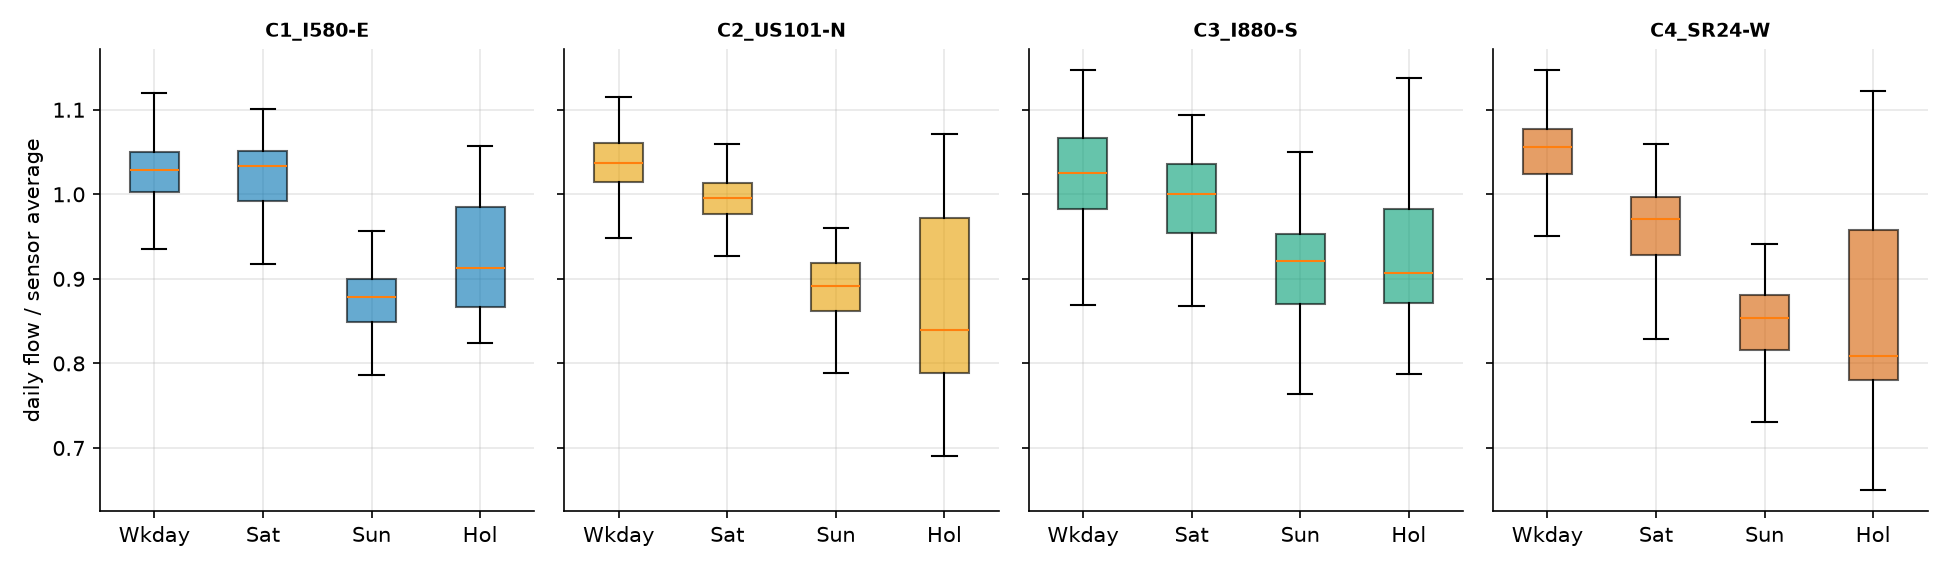 C1_I580-E
C2_US101-N
C3_I880-S
C4_SR24-W
daily flow / sensor average
1.1
1.0
0.9
0.8
0.7
Wkday Sat Sun Hol
Wkday Sat Sun Hol
Wkday Sat Sun Hol
Wkday Sat Sun Hol